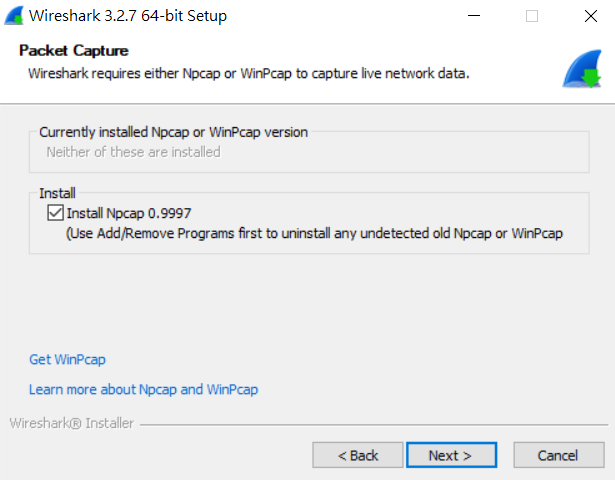 Wireshark 3.2.7 64-bit Setup
Packet Capture
Wireshark requires either Npcap or WinPcap to capture live network data.
Currently installed Npcap or WinPcap version
Neither of these are installed
Install
Install Npcap 0.9997
(Use Add/Remove Programs first to uninstall any undetected old Npcap or WinPcap
Get WinPcap
Learn more about Npcap and WinPcap
Wireshark® Installer
< Back
Next >
Cancel